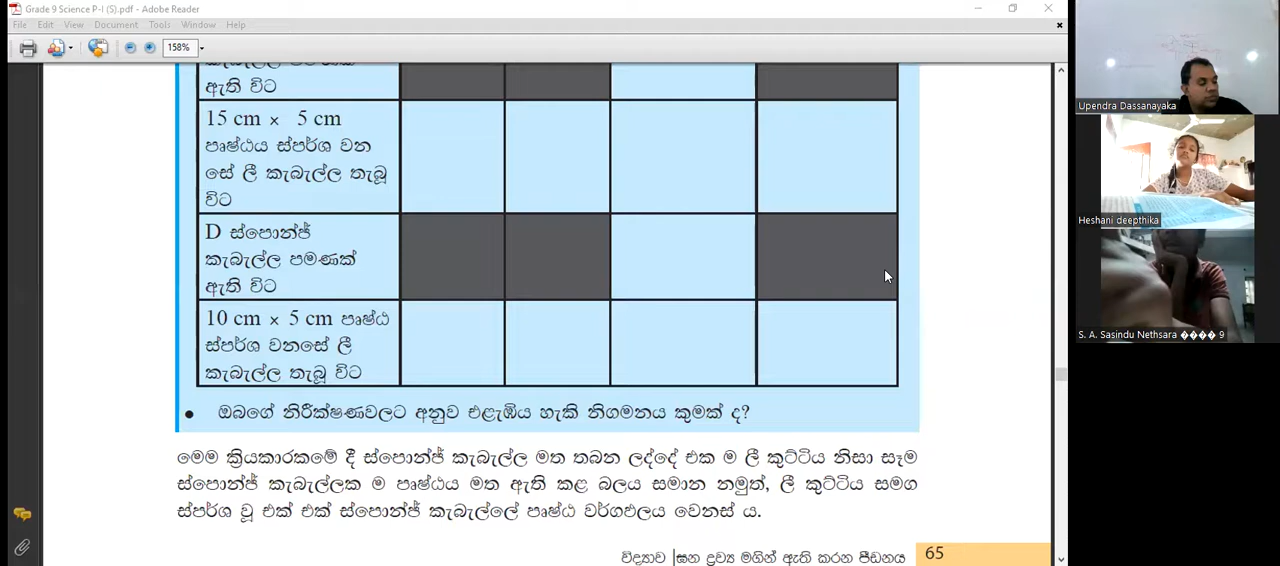 Grade 9 Science P-I (S).pdf - Adobe Reader
File Edit View Document Tools Window Help
158%
ඇති විට
15 cm × 5 cm
පෘෂ්ඨය ස්පර්ශ වන
සේ ලී කැබැල්ල තැබූ
විට
D ස්පොන්ජ්
කැබැල්ල පමණක්
ඇති විට
10 cm × 5 cm පෘෂ්ඨ
ස්පර්ශ වනසේ ලී
කැබැල්ල තැබූ විට
● ඔබගේ නිරීක්ෂණවලට අනුව එළැඹිය හැකි නිගමනය කුමක් ද?
මෙම ක්‍රියකාරකමේ දී ස්පොන්ජ් කැබැල්ල මත තබන ලද්දේ එක ම ලී කුට්ටිය නිසා සෑම
ස්පොන්ජ් කැබැල්ලක ම පෘෂ්ඨය මත ඇති කළ බලය සමාන නමුත්, ලී කුට්ටිය සමග
ස්පර්ශ වූ එක් එක් ස්පොන්ජ් කැබැල්ලේ පෘෂ්ඨ වර්ගඵලය වෙනස් ය.
විද්‍යාව | ඝන ද්‍රව්‍ය මගින් ඇති කරන පීඩනය 65
Upendra Dassanayaka
Heshani deepthika
S. A. Sasindu Nethsara ���� 9